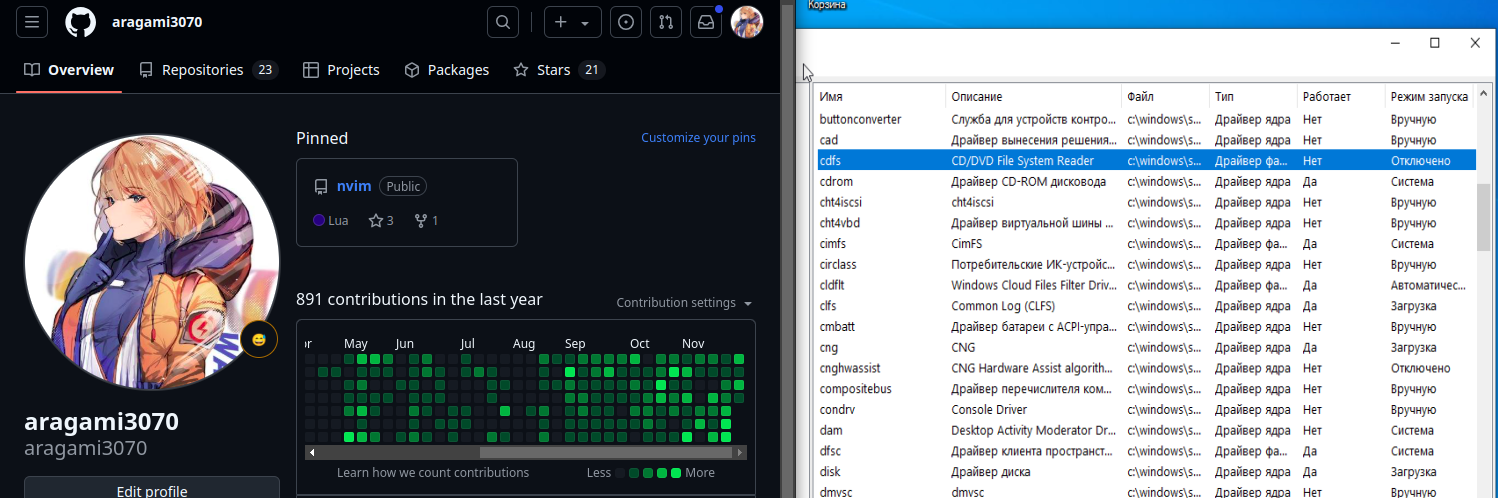 aragami3070
Overview
Repositories 23
Projects
Packages
Stars 21
Pinned
Customize your pins
nvim Public
Lua 3 1
891 contributions in the last year
Contribution settings
or May Jun Jul Aug Sep Oct Nov
Learn how we count contributions
Less More
aragami3070
aragami3070
Edit profile
Корзина
Имя Описание Файл Тип Работает Режим запуска
buttonconverter Служба для устройств контро... c:\windows\s... Драйвер ядра Нет Вручную
cad Драйвер вынесения решения... c:\windows\s... Драйвер ядра Нет Вручную
cdfs CD/DVD File System Reader c:\windows\s... Драйвер фа... Нет Отключено
cdrom Драйвер CD-ROM дисковода c:\windows\s... Драйвер ядра Да Система
cht4iscsi cht4iscsi c:\windows\s... Драйвер ядра Нет Вручную
cht4vbd Драйвер виртуальной шины ... c:\windows\s... Драйвер ядра Нет Вручную
cimfs CimFS c:\windows\s... Драйвер фа... Да Система
circlass Потребительские ИК-устройс... c:\windows\s... Драйвер ядра Нет Вручную
cldflt Windows Cloud Files Filter Driv... c:\windows\s... Драйвер фа... Да Автоматичес...
clfs Common Log (CLFS) c:\windows\s... Драйвер ядра Да Загрузка
cmbatt Драйвер батареи с ACPI-упра... c:\windows\s... Драйвер ядра Нет Вручную
cng CNG c:\windows\s... Драйвер ядра Да Загрузка
cnghwassist CNG Hardware Assist algorith... c:\windows\s... Драйвер ядра Нет Отключено
compositebus Драйвер перечислителя ком... c:\windows\s... Драйвер ядра Нет Вручную
condrv Console Driver c:\windows\s... Драйвер ядра Нет Вручную
dam Desktop Activity Moderator Dr... c:\windows\s... Драйвер ядра Нет Система
dfsc Драйвер клиента пространст... c:\windows\s... Драйвер фа... Да Система
disk Драйвер диска c:\windows\s... Драйвер ядра Да Загрузка
dmvsc dmvsc c:\windows\s... Драйвер ядра Нет Вручную